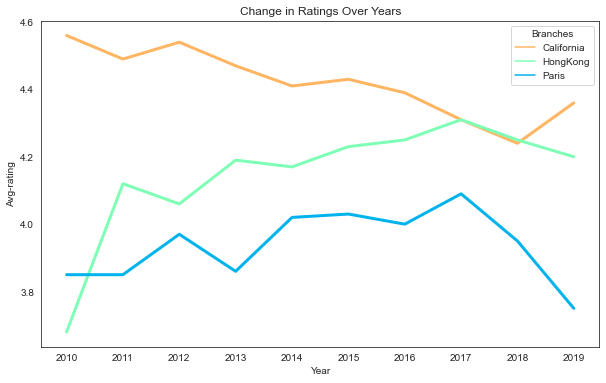 Change in Ratings Over Years
Branches
California
HongKong
Paris
4.6
4.4
4.2
4.0
3.8
Avg-rating
2010 2011 2012 2013 2014 2015 2016 2017 2018 2019
Year